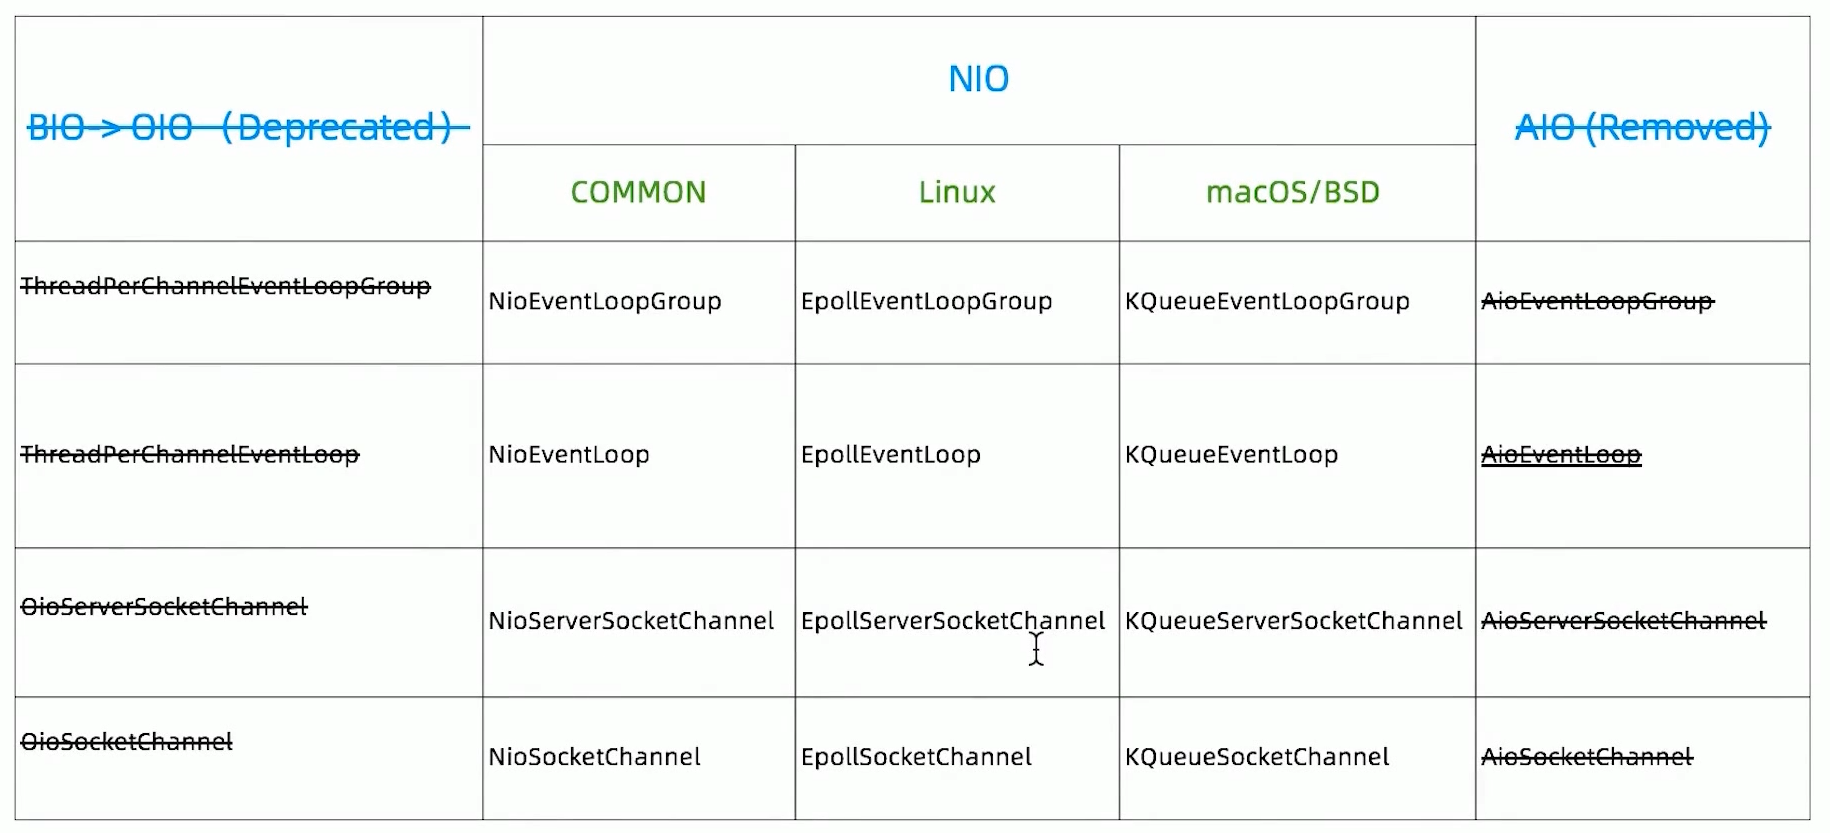 BIO -> OIO （Deprecated）
NIO
AIO (Removed)
COMMON
Linux
macOS/BSD
ThreadPerChannelEventLoopGroup
NioEventLoopGroup
EpollEventLoopGroup
KQueueEventLoopGroup
AioEventLoopGroup
ThreadPerChannelEventLoop
NioEventLoop
EpollEventLoop
KQueueEventLoop
AioEventLoop
OioServerSocketChannel
NioServerSocketChannel
EpollServerSocketChannel
KQueueServerSocketChannel
AioServerSocketChannel
OioSocketChannel
NioSocketChannel
EpollSocketChannel
KQueueSocketChannel
AioSocketChannel